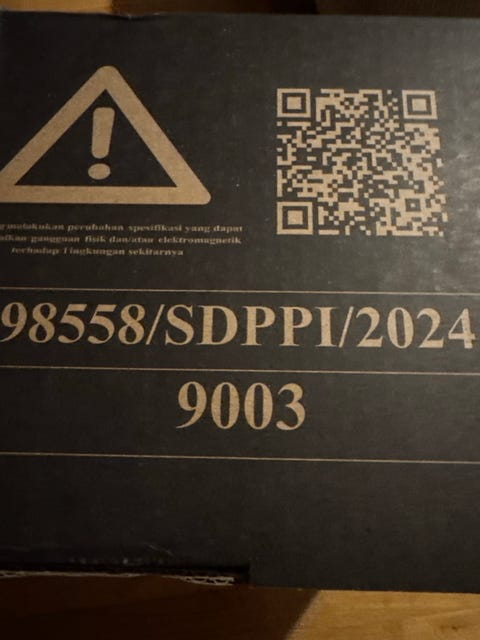 melakukan perubahan spesifikasi yang dapat
gangguan fisik dan/atau elektromagnetik
terhadap lingkungan sekitarnya
98558/SDPPI/2024
9003